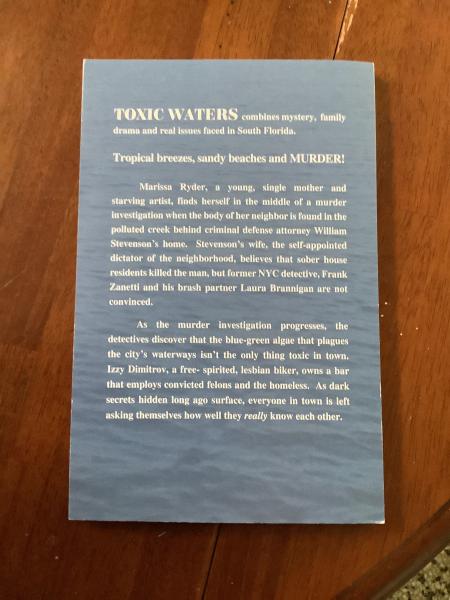 TOXIC WATERS combines mystery, family
drama and real issues faced in South Florida.
Tropical breezes, sandy beaches and MURDER!
Marissa Ryder, a young, single mother and
starving artist, finds herself in the middle of a murder
investigation when the body of her neighbor is found in the
polluted creek behind criminal defense attorney William
Stevenson's home. Stevenson's wife, the self-appointed
dictator of the neighborhood, believes that sober house
residents killed the man, but former NYC detective, Frank
Zanetti and his brash partner Laura Brannigan are not
convinced.
As the murder investigation progresses, the
detectives discover that the blue-green algae that plagues
the city's waterways isn't the only thing toxic in town.
Izzy Dimitrov, a free- spirited, lesbian biker, owns a bar
that employs convicted felons and the homeless. As dark
secrets hidden long ago surface, everyone in town is left
asking themselves how well they really know each other.